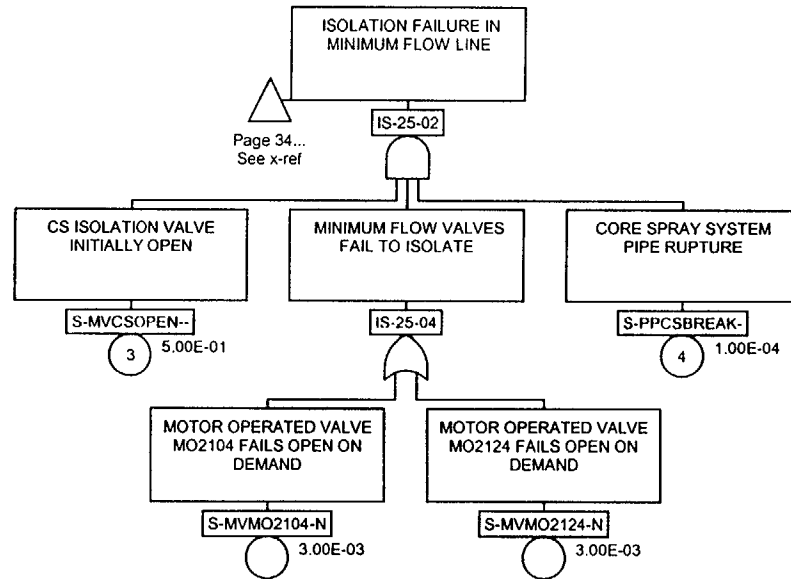 ISOLATION FAILURE IN
MINIMUM FLOW LINE
Page 34...
See x-ref
IS-25-02
CS ISOLATION VALVE
INITIALLY OPEN
MINIMUM FLOW VALVES
FAIL TO ISOLATE
CORE SPRAY SYSTEM
PIPE RUPTURE
S-MVCSOPEN--
IS-25-04
S-PPCSBREAK-
3
5.00E-01
4
1.00E-04
MOTOR OPERATED VALVE
MO2104 FAILS OPEN ON
DEMAND
MOTOR OPERATED VALVE
MO2124 FAILS OPEN ON
DEMAND
S-MVMO2104-N
S-MVMO2124-N
3.00E-03
3.00E-03